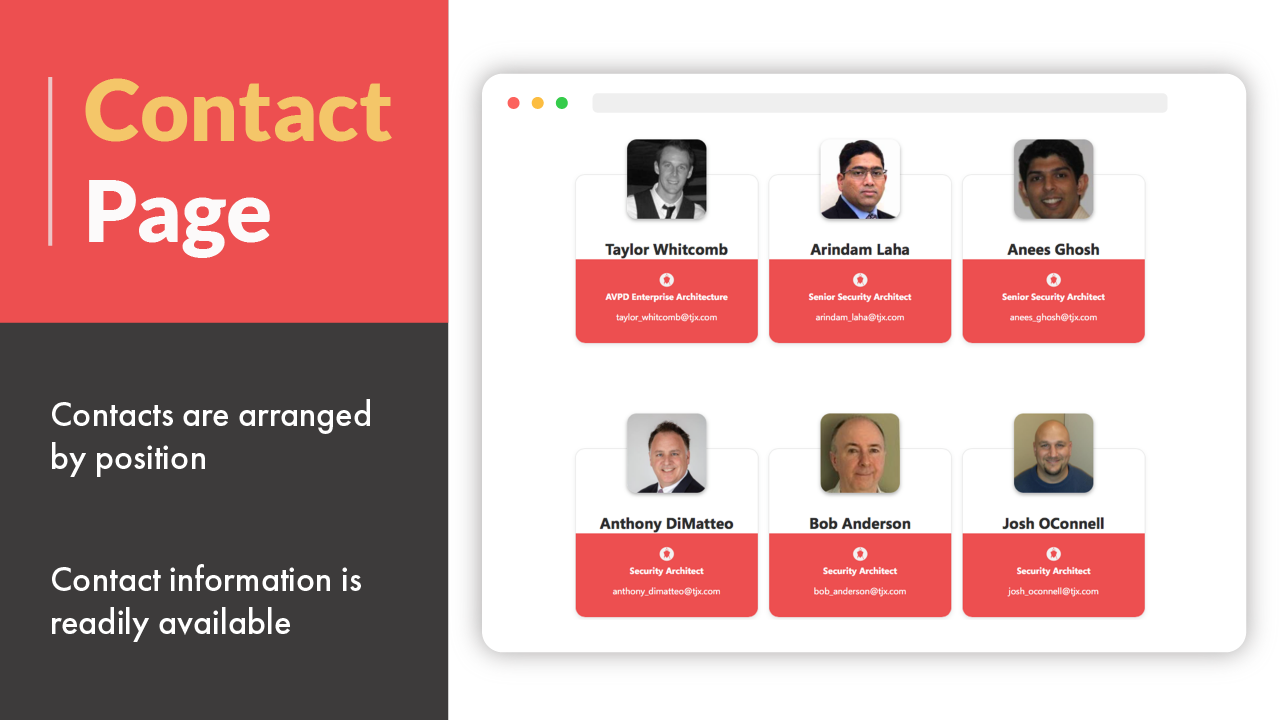 Contact
Page
Contacts are arranged
by position
Contact information is
readily available
Taylor Whitcomb
AVPD Enterprise Architecture
taylor_whitcomb@tjx.com
Arindam Laha
Senior Security Architect
arindam_laha@tjx.com
Anees Ghosh
Senior Security Architect
anees_ghosh@tjx.com
Anthony DiMatteo
Security Architect
anthony_dimatteo@tjx.com
Bob Anderson
Security Architect
bob_anderson@tjx.com
Josh OConnell
Security Architect
josh_oconnell@tjx.com